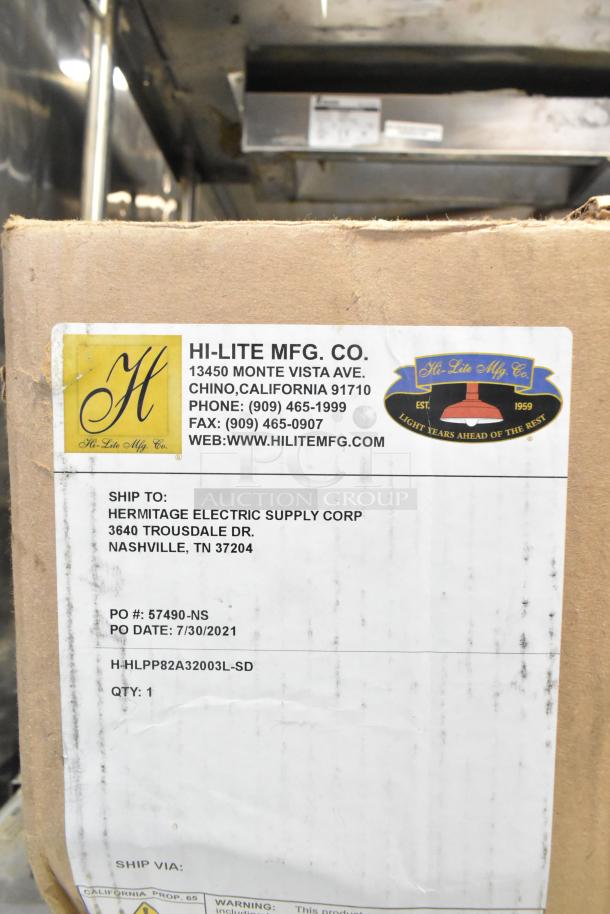 H
Hi-Lite Mfg. Co.
HI-LITE MFG. CO.
13450 MONTE VISTA AVE.
CHINO,CALIFORNIA 91710
PHONE: (909) 465-1999
FAX: (909) 465-0907
WEB:WWW.HILITEMFG.COM
Hi-Lite Mfg. Co.
EST. 1959
LIGHT YEARS AHEAD OF THE REST
PCI
AUCTION GROUP
SHIP TO:
HERMITAGE ELECTRIC SUPPLY CORP
3640 TROUSDALE DR.
NASHVILLE, TN 37204
PO #: 57490-NS
PO DATE: 7/30/2021
H-HLPP82A32003L-SD
QTY: 1
SHIP VIA:
CALIFORNIA PROP. 65
WARNING: This product